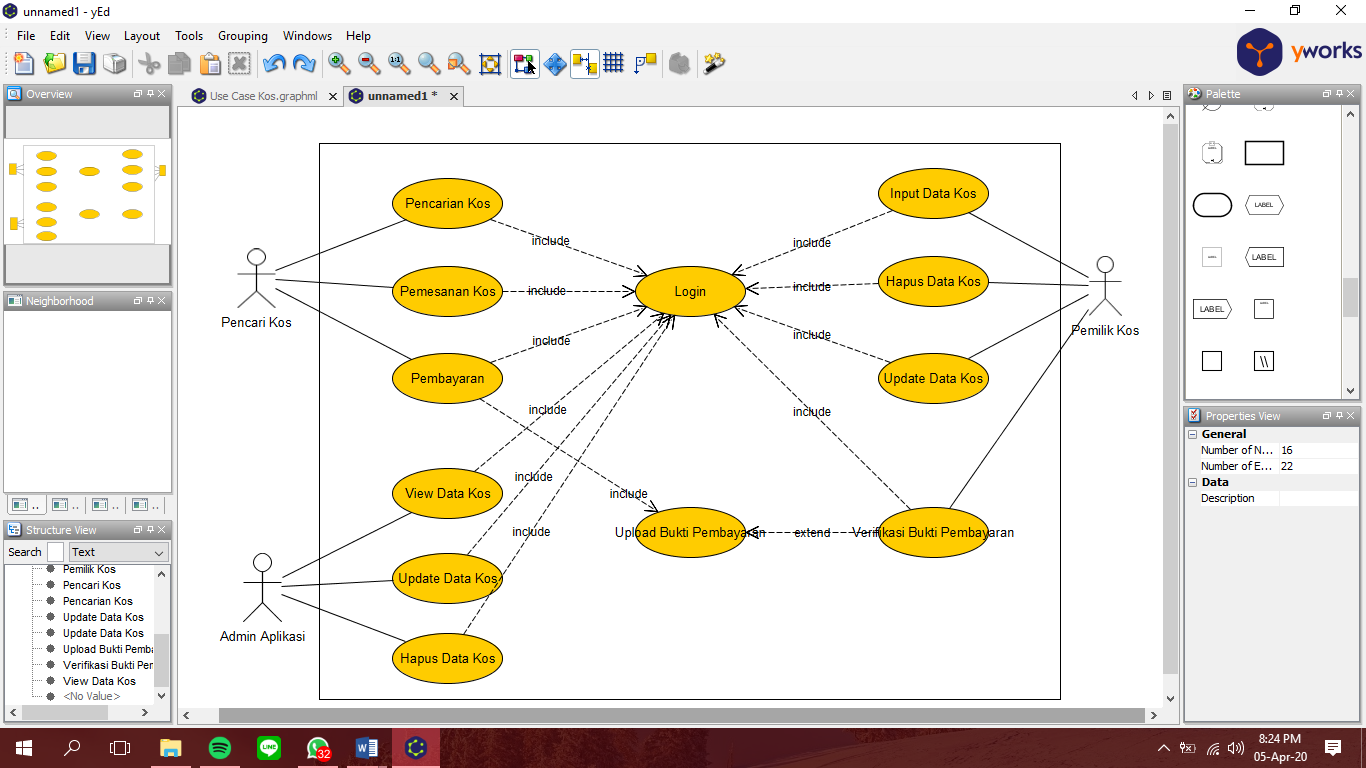 unnamed1 - yEd
File Edit View Layout Tools Grouping Windows Help
1:1
yworks
Overview
Neighborhood
..
..
..
..
Structure View
Search
Text
Pemilik Kos
Pencari Kos
Pencarian Kos
Update Data Kos
Update Data Kos
Upload Bukti Pemba
Verifikasi Bukti Per
View Data Kos
<No Value>
Use Case Kos.graphml
unnamed1 *
Pencarian Kos
Input Data Kos
include
include
Pemesanan Kos
include
Login
include
Hapus Data Kos
Pencari Kos
Pemilik Kos
include
include
Pembayaran
Update Data Kos
include
include
View Data Kos
include
include
include
Upload Bukti Pembayaran
extend
Verifikasi Bukti Pembayaran
Update Data Kos
Admin Aplikasi
Hapus Data Kos
Palette
LABEL
LABEL
LABEL
\\
Properties View
General
Number of N... 16
Number of E... 22
Data
Description
32
8:24 PM
05-Apr-20